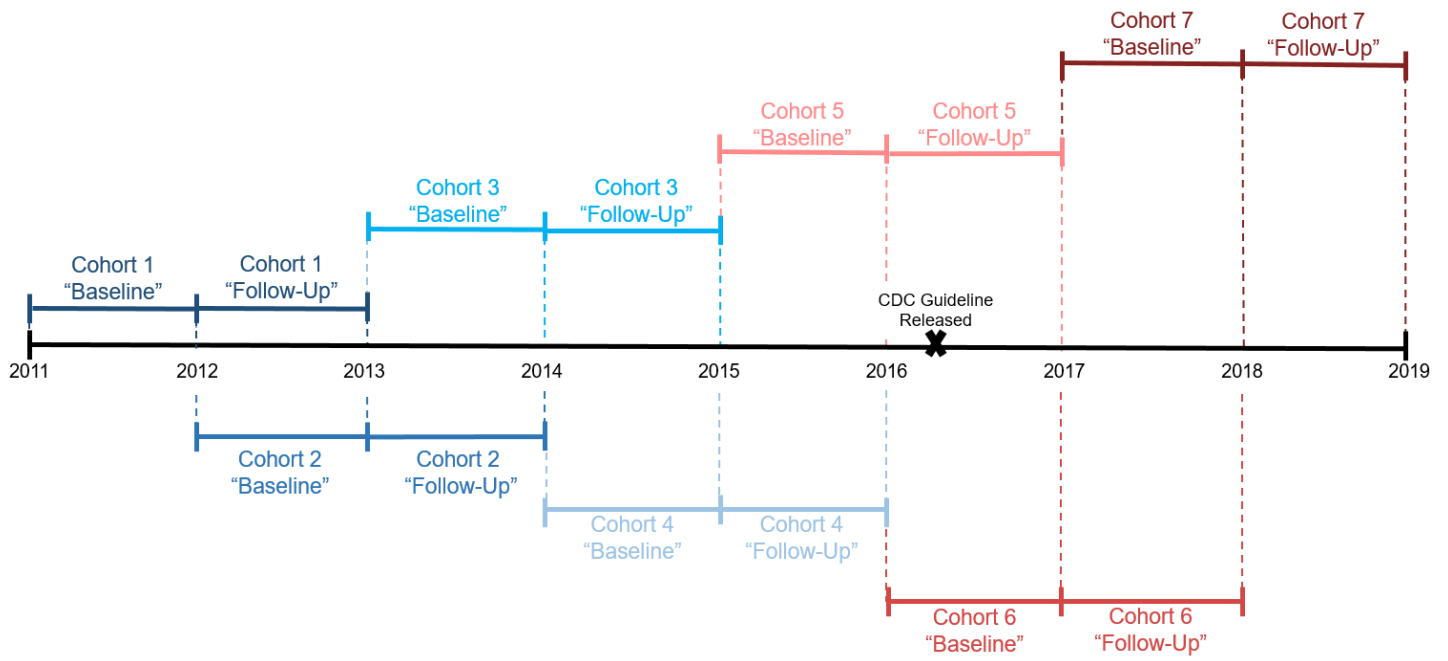 Cohort 7
“Baseline”
Cohort 7
“Follow-Up”
Cohort 5
“Baseline”
Cohort 5
“Follow-Up”
Cohort 3
“Baseline”
Cohort 3
“Follow-Up”
Cohort 1
“Baseline”
Cohort 1
“Follow-Up”
CDC Guideline
Released
2011
2012
2013
2014
2015
2016
2017
2018
2019
Cohort 2
“Baseline”
Cohort 2
“Follow-Up”
Cohort 4
“Baseline”
Cohort 4
“Follow-Up”
Cohort 6
“Baseline”
Cohort 6
“Follow-Up”